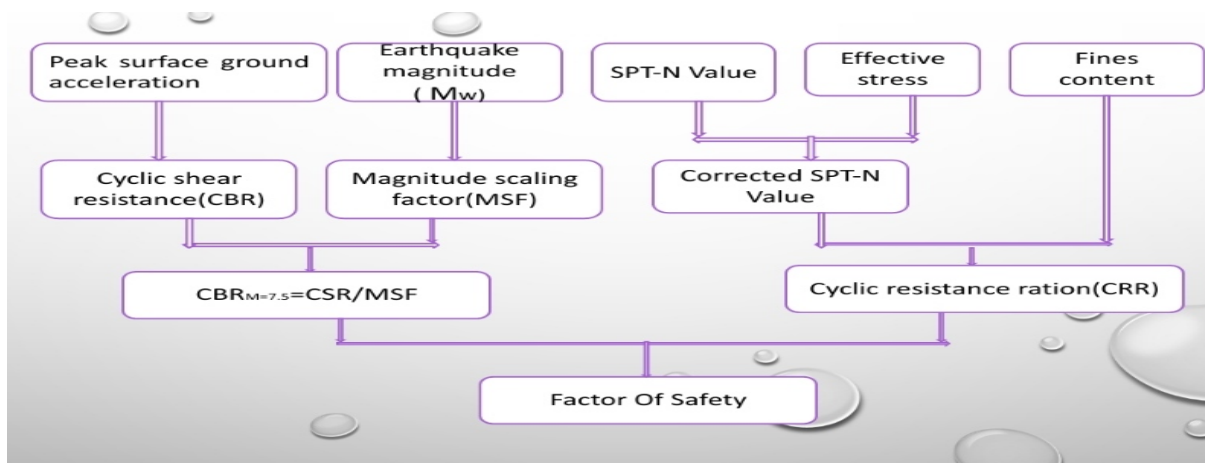 Peak surface ground
acceleration
Earthquake
magnitude
( Mw)
SPT-N Value
Effective
stress
Fines
content
Cyclic shear
resistance(CBR)
Magnitude scaling
factor(MSF)
Corrected SPT-N
Value
CBRM=7.5=CSR/MSF
Cyclic resistance ration(CRR)
Factor Of Safety